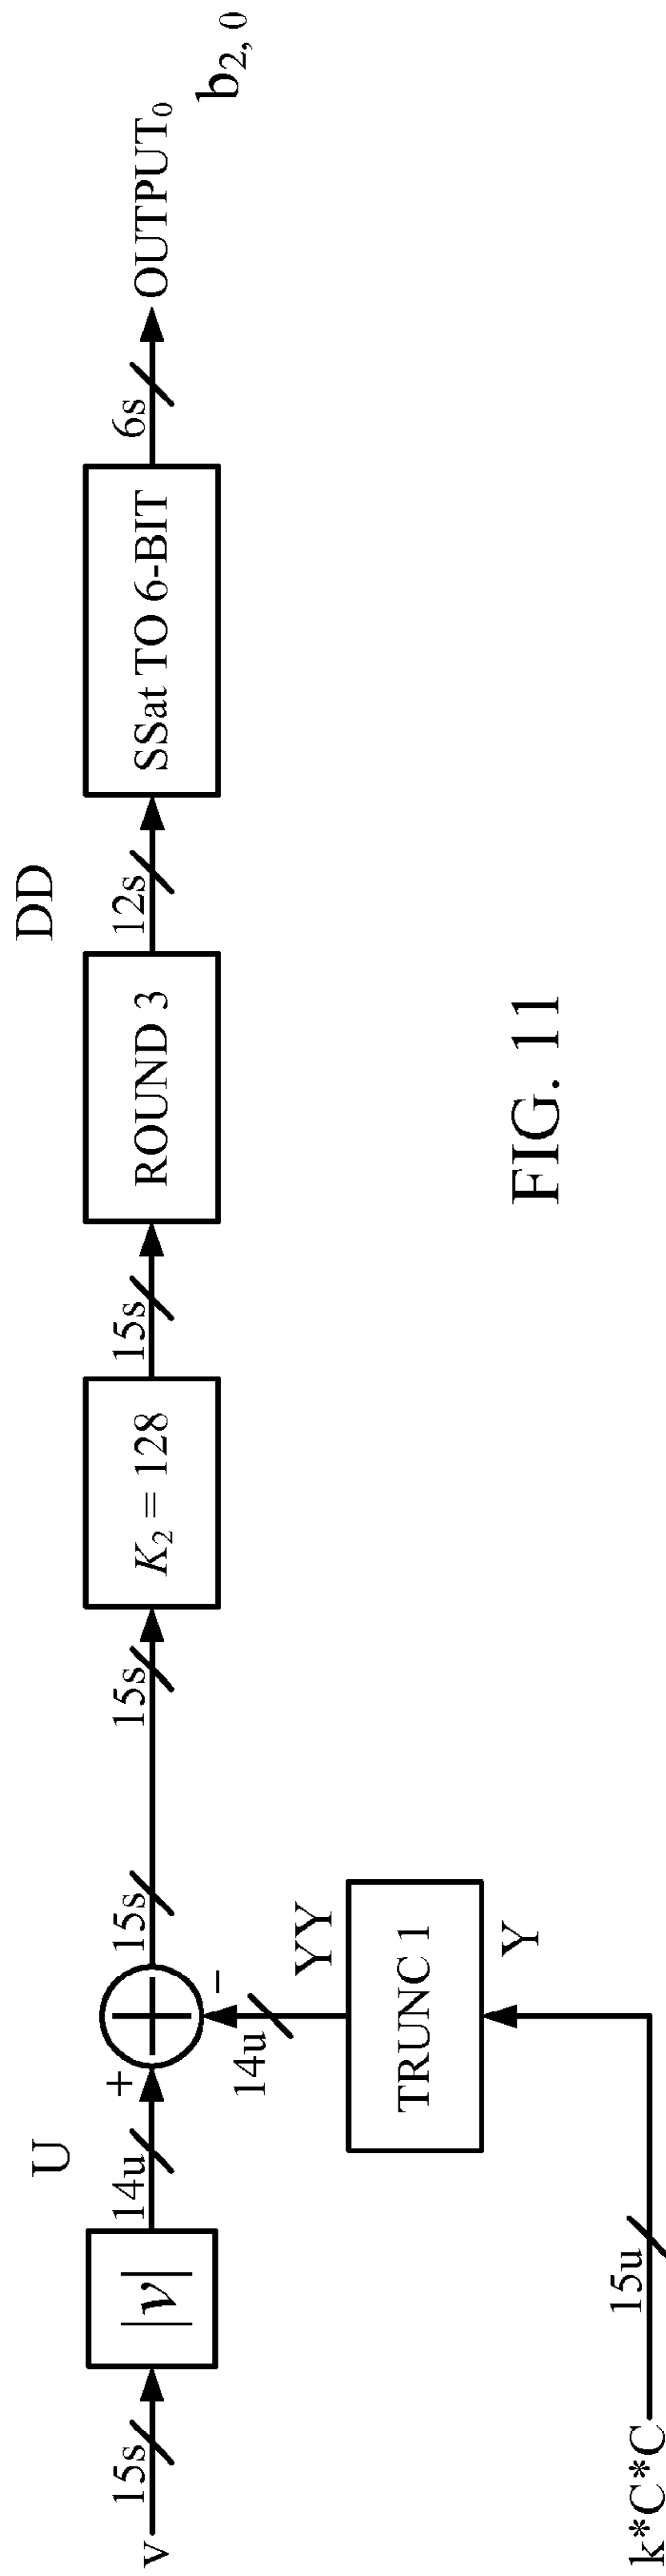 v
15s
|v|
U
14u
+
15s
15s
K₂ = 128
15s
ROUND 3
DD
12s
SSat TO 6-BIT
6s
OUTPUT₀
b₂, ₀
−
14u
YY
TRUNC 1
Y
15u
k*C*C
FIG. 11